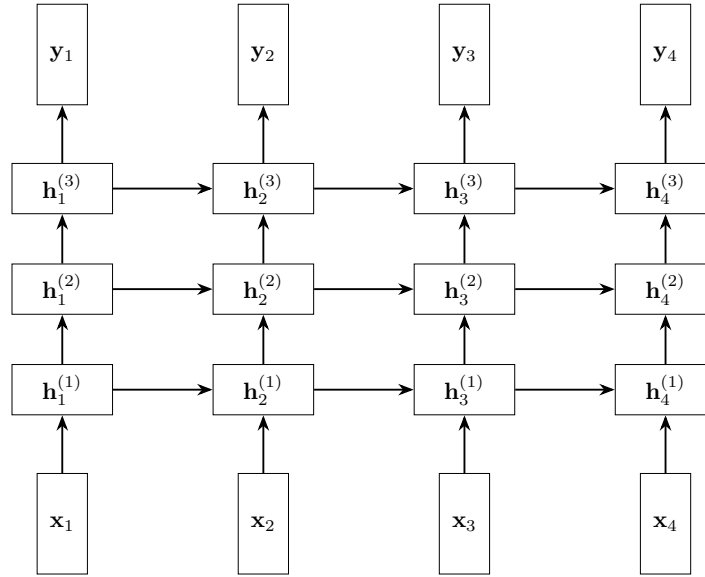 y₁ y₂ y₃ y₄
h₁⁽³⁾ h₂⁽³⁾ h₃⁽³⁾ h₄⁽³⁾
h₁⁽²⁾ h₂⁽²⁾ h₃⁽²⁾ h₄⁽²⁾
h₁⁽¹⁾ h₂⁽¹⁾ h₃⁽¹⁾ h₄⁽¹⁾
x₁ x₂ x₃ x₄